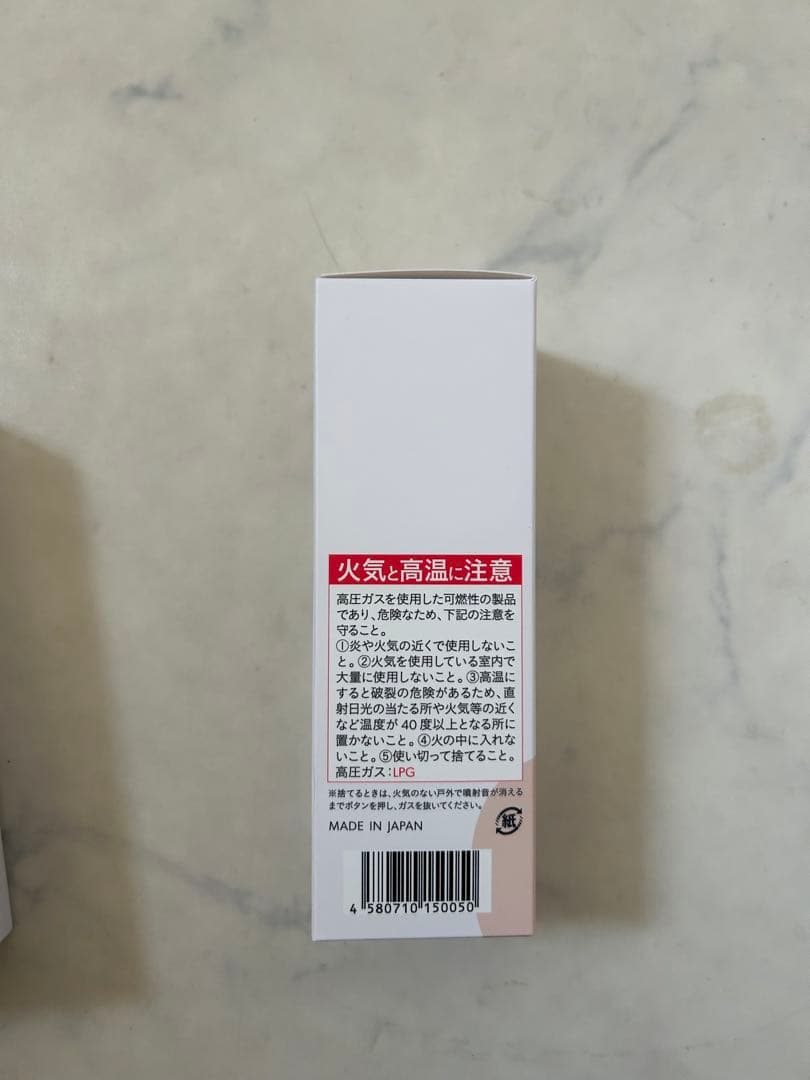 火気と高温に注意
高圧ガスを使用した可燃性の製品
であり、危険なため、下記の注意を
守ること。
①炎や火気の近くで使用しないこ
と。②火気を使用している室内で
大量に使用しないこと。③高温に
すると破裂の危険があるため、直
射日光の当たる所や火気等の近く
など温度が 40 度以上となる所に
置かないこと。④火の中に入れな
いこと。⑤使い切って捨てること。
高圧ガス：LPG
※捨てるときは、火気のない戸外で噴射音が消える
までボタンを押し、ガスを抜いてください。
紙
MADE IN JAPAN
4 580710 150050